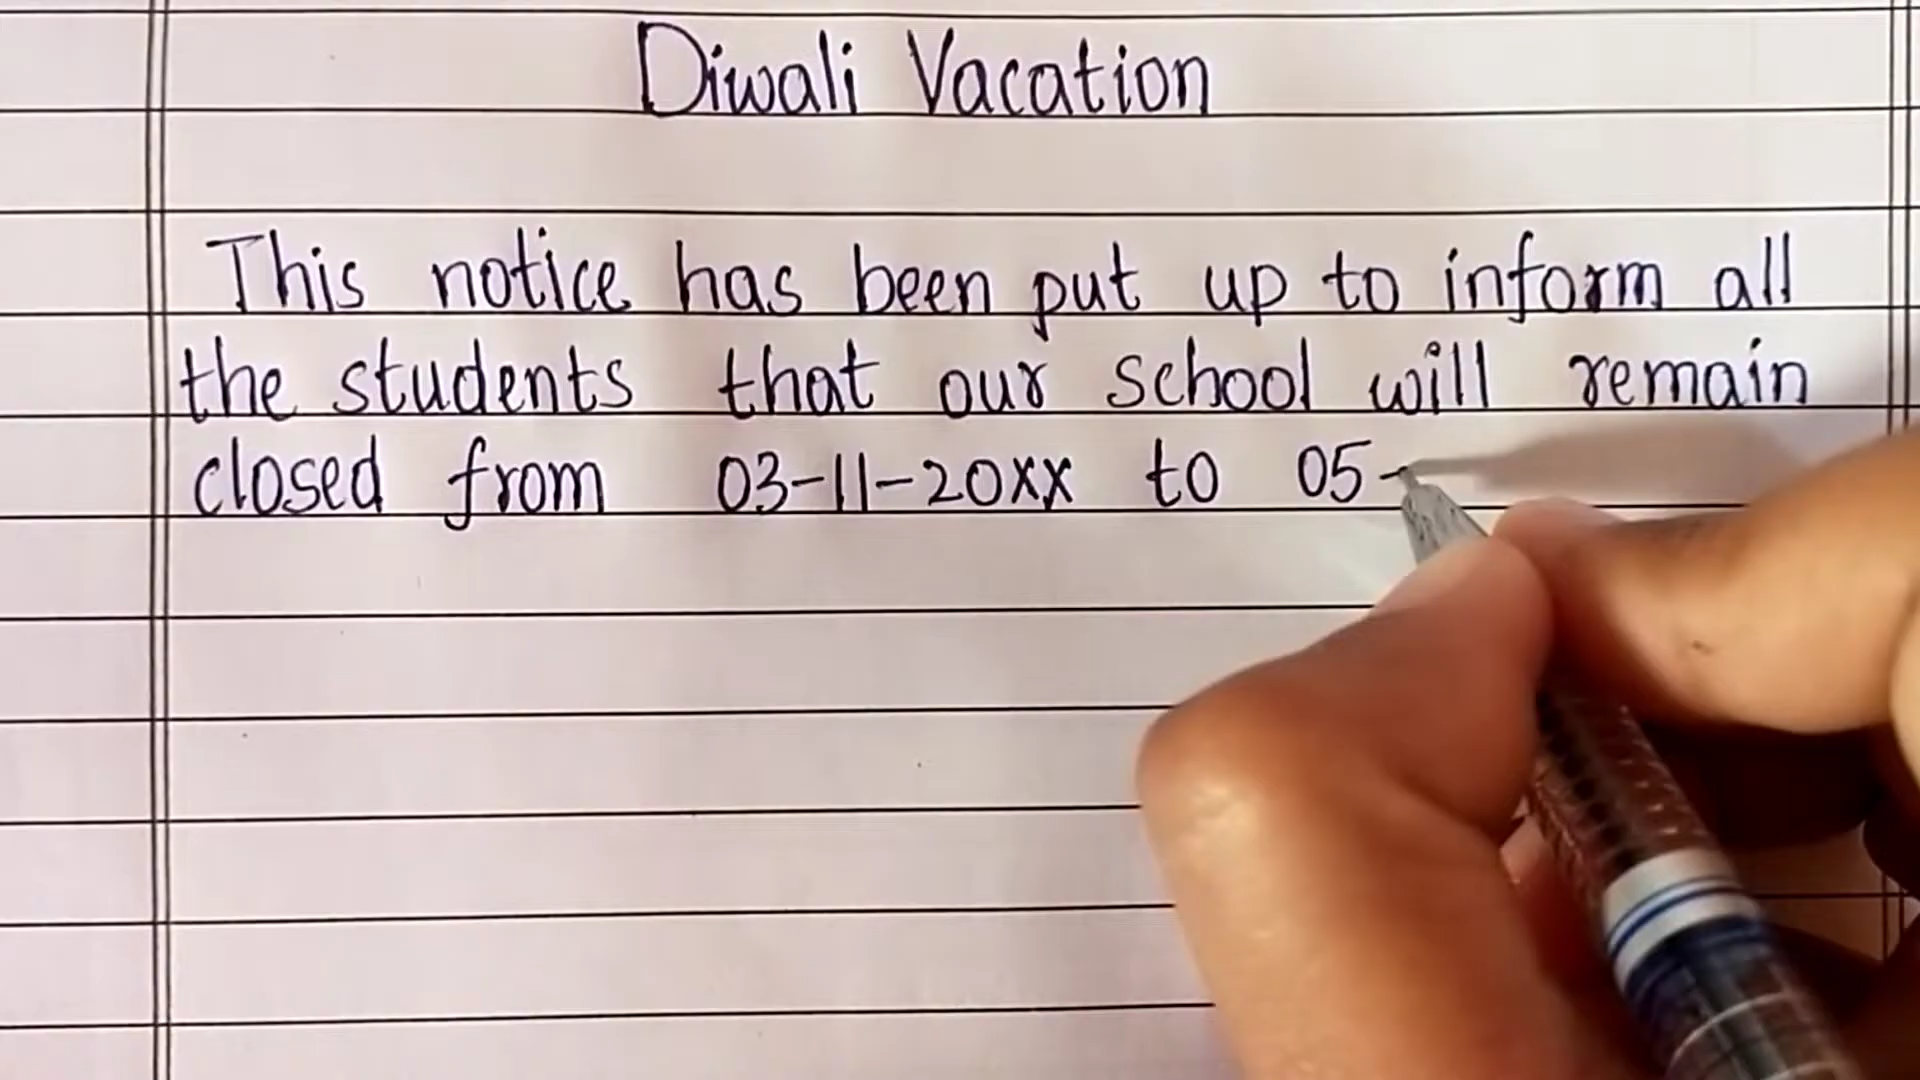 Diwali Vacation
This notice has been put up to inform all
the students that our school will remain
closed from 03-11-20xx to 05-